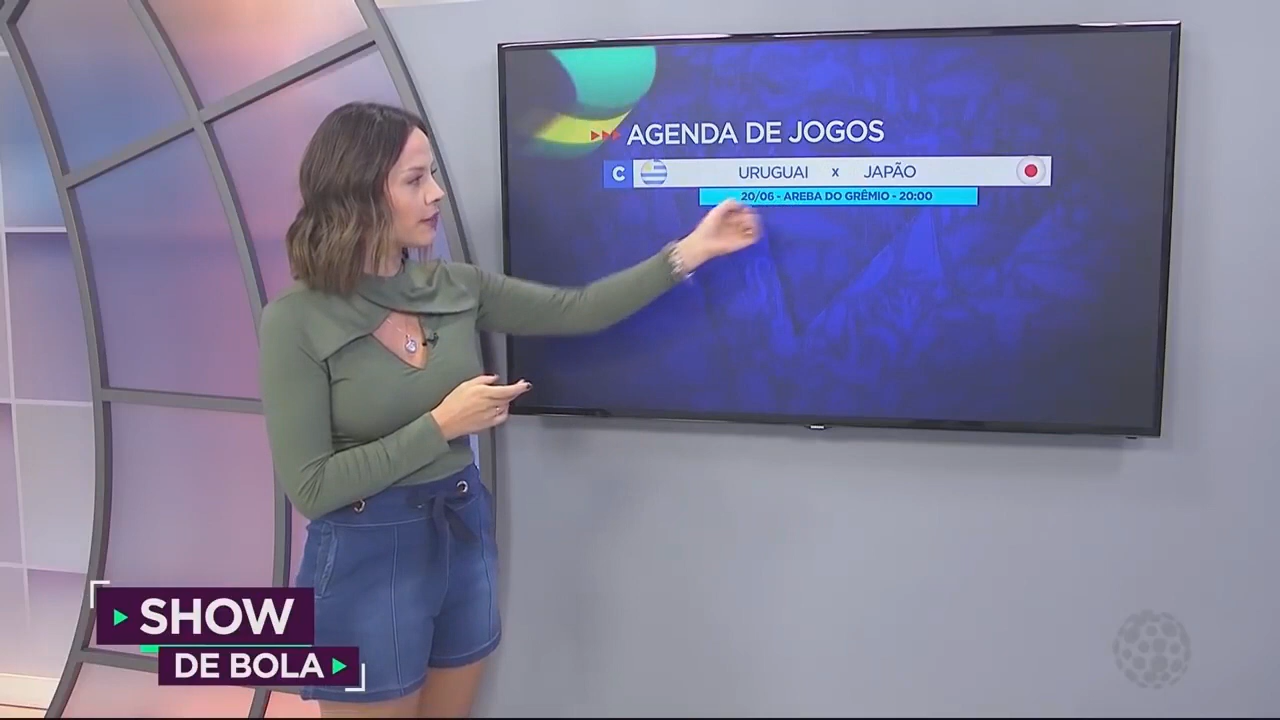 AGENDA DE JOGOS
C URUGUAI x JAPÃO
20/06 - AREBA DO GRÊMIO - 20:00
SHOW
DE BOLA